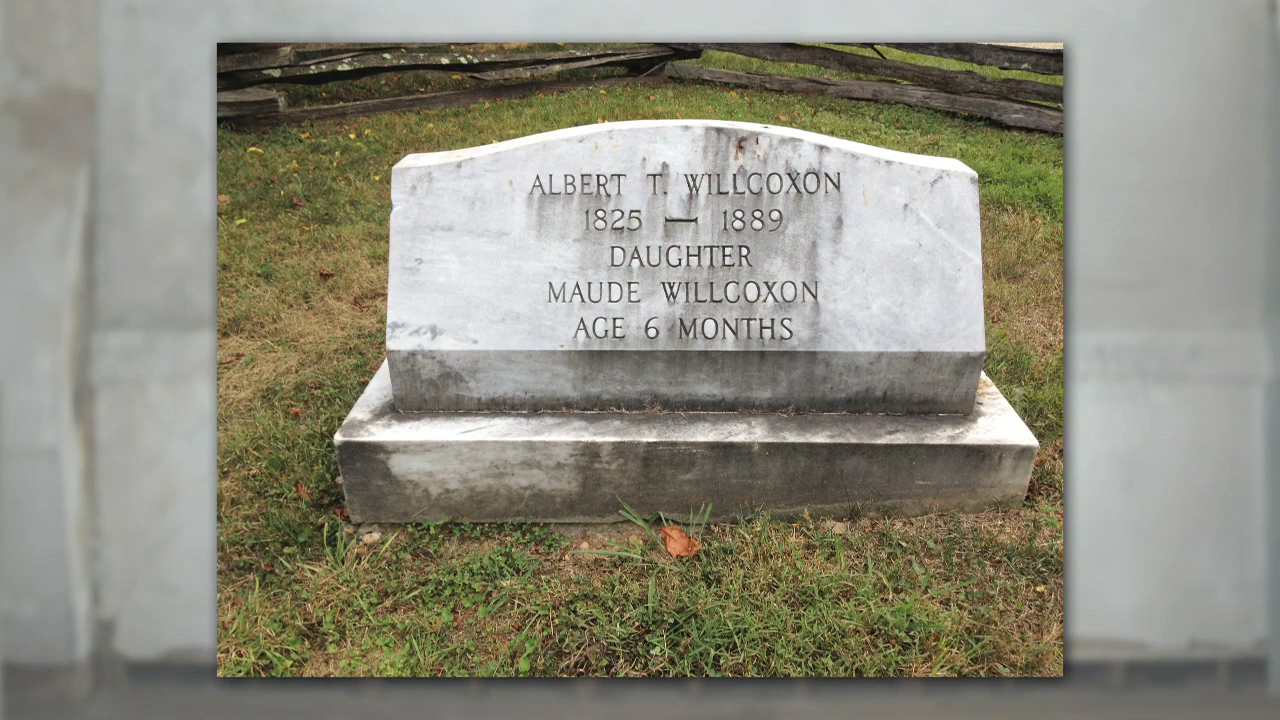 ALBERT T. WILLCOXON
1825 — 1889
DAUGHTER
MAUDE WILLCOXON
AGE 6 MONTHS